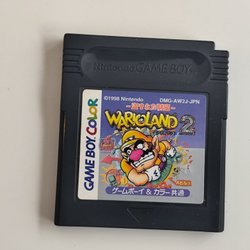 Nintendo GAME BOY
©1998 Nintendo DMG-AW2J-JPN
WARIOLAND 2
GAME BOY COLOR
ゲームボーイ&カラー共通